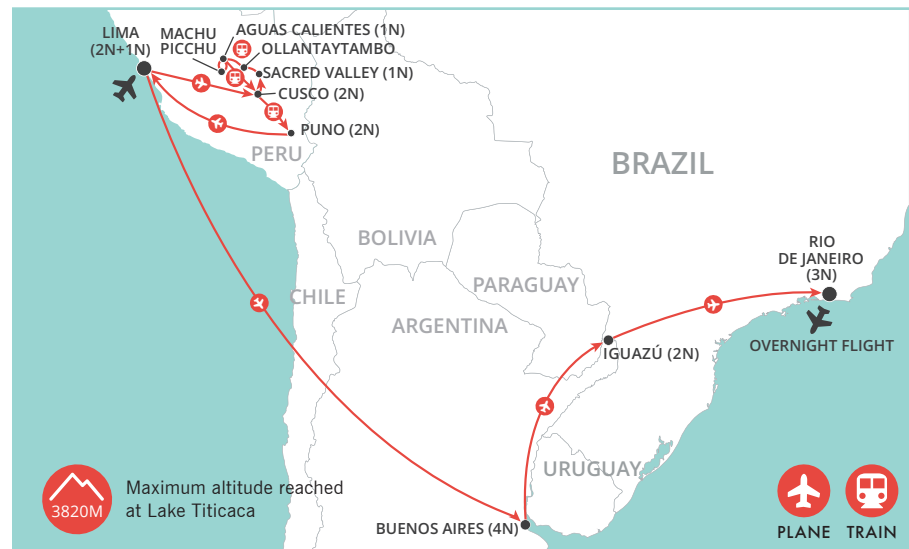 LIMA
(2N+1N)
MACHU
PICCHU
AGUAS CALIENTES (1N)
OLLANTAYTAMBO
SACRED VALLEY (1N)
CUSCO (2N)
PUNO (2N)
PERU
BRAZIL
BOLIVIA
PARAGUAY
CHILE
ARGENTINA
RIO
DE JANEIRO
(3N)
OVERNIGHT FLIGHT
IGUAZÚ (2N)
URUGUAY
BUENOS AIRES (4N)
3820M
Maximum altitude reached
at Lake Titicaca
PLANE
TRAIN